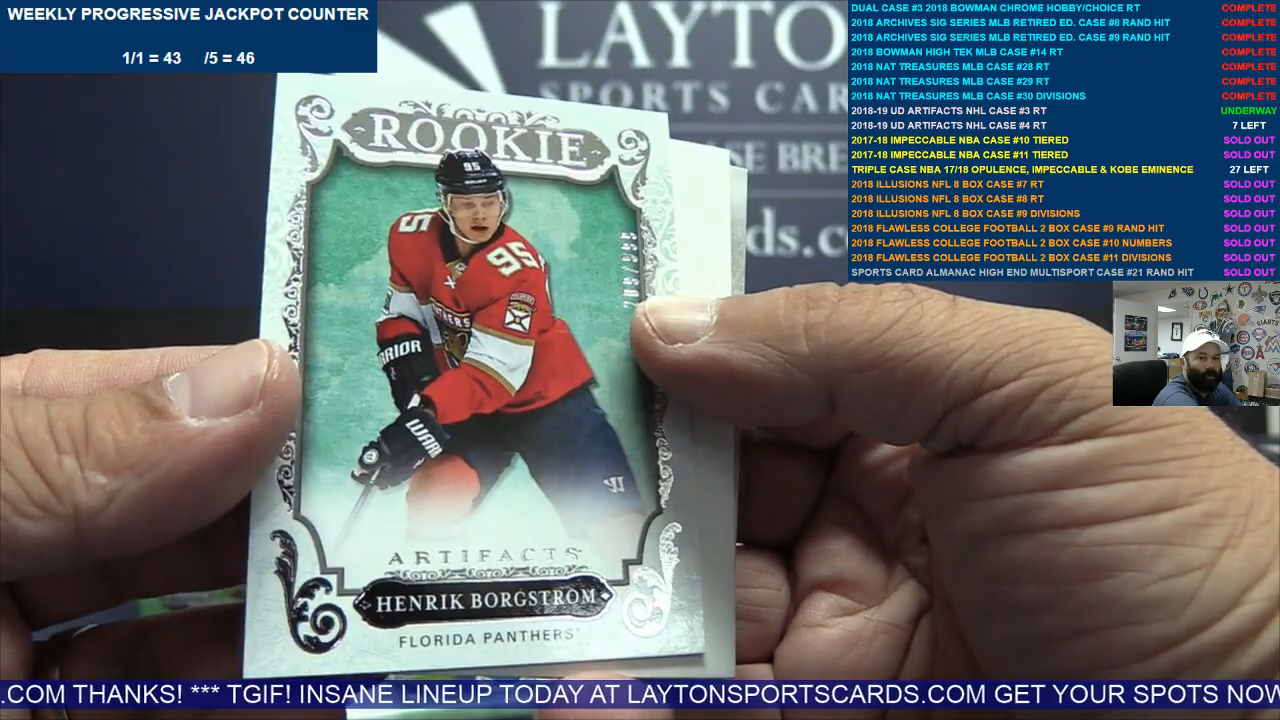 WEEKLY PROGRESSIVE JACKPOT COUNTER
1/1 = 43 /5 = 46
DUAL CASE #3 2018 BOWMAN CHROME HOBBY/CHOICE RT COMPLETE
2018 ARCHIVES SIG SERIES MLB RETIRED ED. CASE #8 RAND HIT COMPLETE
2018 ARCHIVES SIG SERIES MLB RETIRED ED. CASE #9 RAND HIT COMPLETE
2018 BOWMAN HIGH TEK MLB CASE #14 RT COMPLETE
2018 NAT TREASURES MLB CASE #28 RT COMPLETE
2018 NAT TREASURES MLB CASE #29 RT COMPLETE
2018 NAT TREASURES MLB CASE #30 DIVISIONS COMPLETE
2018-19 UD ARTIFACTS NHL CASE #3 RT UNDERWAY
2018-19 UD ARTIFACTS NHL CASE #4 RT 7 LEFT
2017-18 IMPECCABLE NBA CASE #10 TIERED SOLD OUT
2017-18 IMPECCABLE NBA CASE #11 TIERED SOLD OUT
TRIPLE CASE NBA 17/18 OPULENCE, IMPECCABLE & KOBE EMINENCE 27 LEFT
2018 ILLUSIONS NFL 8 BOX CASE #7 RT SOLD OUT
2018 ILLUSIONS NFL 8 BOX CASE #8 RT SOLD OUT
2018 ILLUSIONS NFL 8 BOX CASE #9 DIVISIONS SOLD OUT
2018 FLAWLESS COLLEGE FOOTBALL 2 BOX CASE #9 RAND HIT SOLD OUT
2018 FLAWLESS COLLEGE FOOTBALL 2 BOX CASE #10 NUMBERS SOLD OUT
2018 FLAWLESS COLLEGE FOOTBALL 2 BOX CASE #11 DIVISIONS SOLD OUT
SPORTS CARD ALMANAC HIGH END MULTISPORT CASE #21 RAND HIT SOLD OUT
LAYTO
SPORTS CAR
SE BRE
ds.c
ROOKIE
95
95
ARTIFACTS
HENRIK BORGSTROM
FLORIDA PANTHERS
.COM THANKS! *** TGIF! INSANE LINEUP TODAY AT LAYTONSPORTSCARDS.COM GET YOUR SPOTS NOW